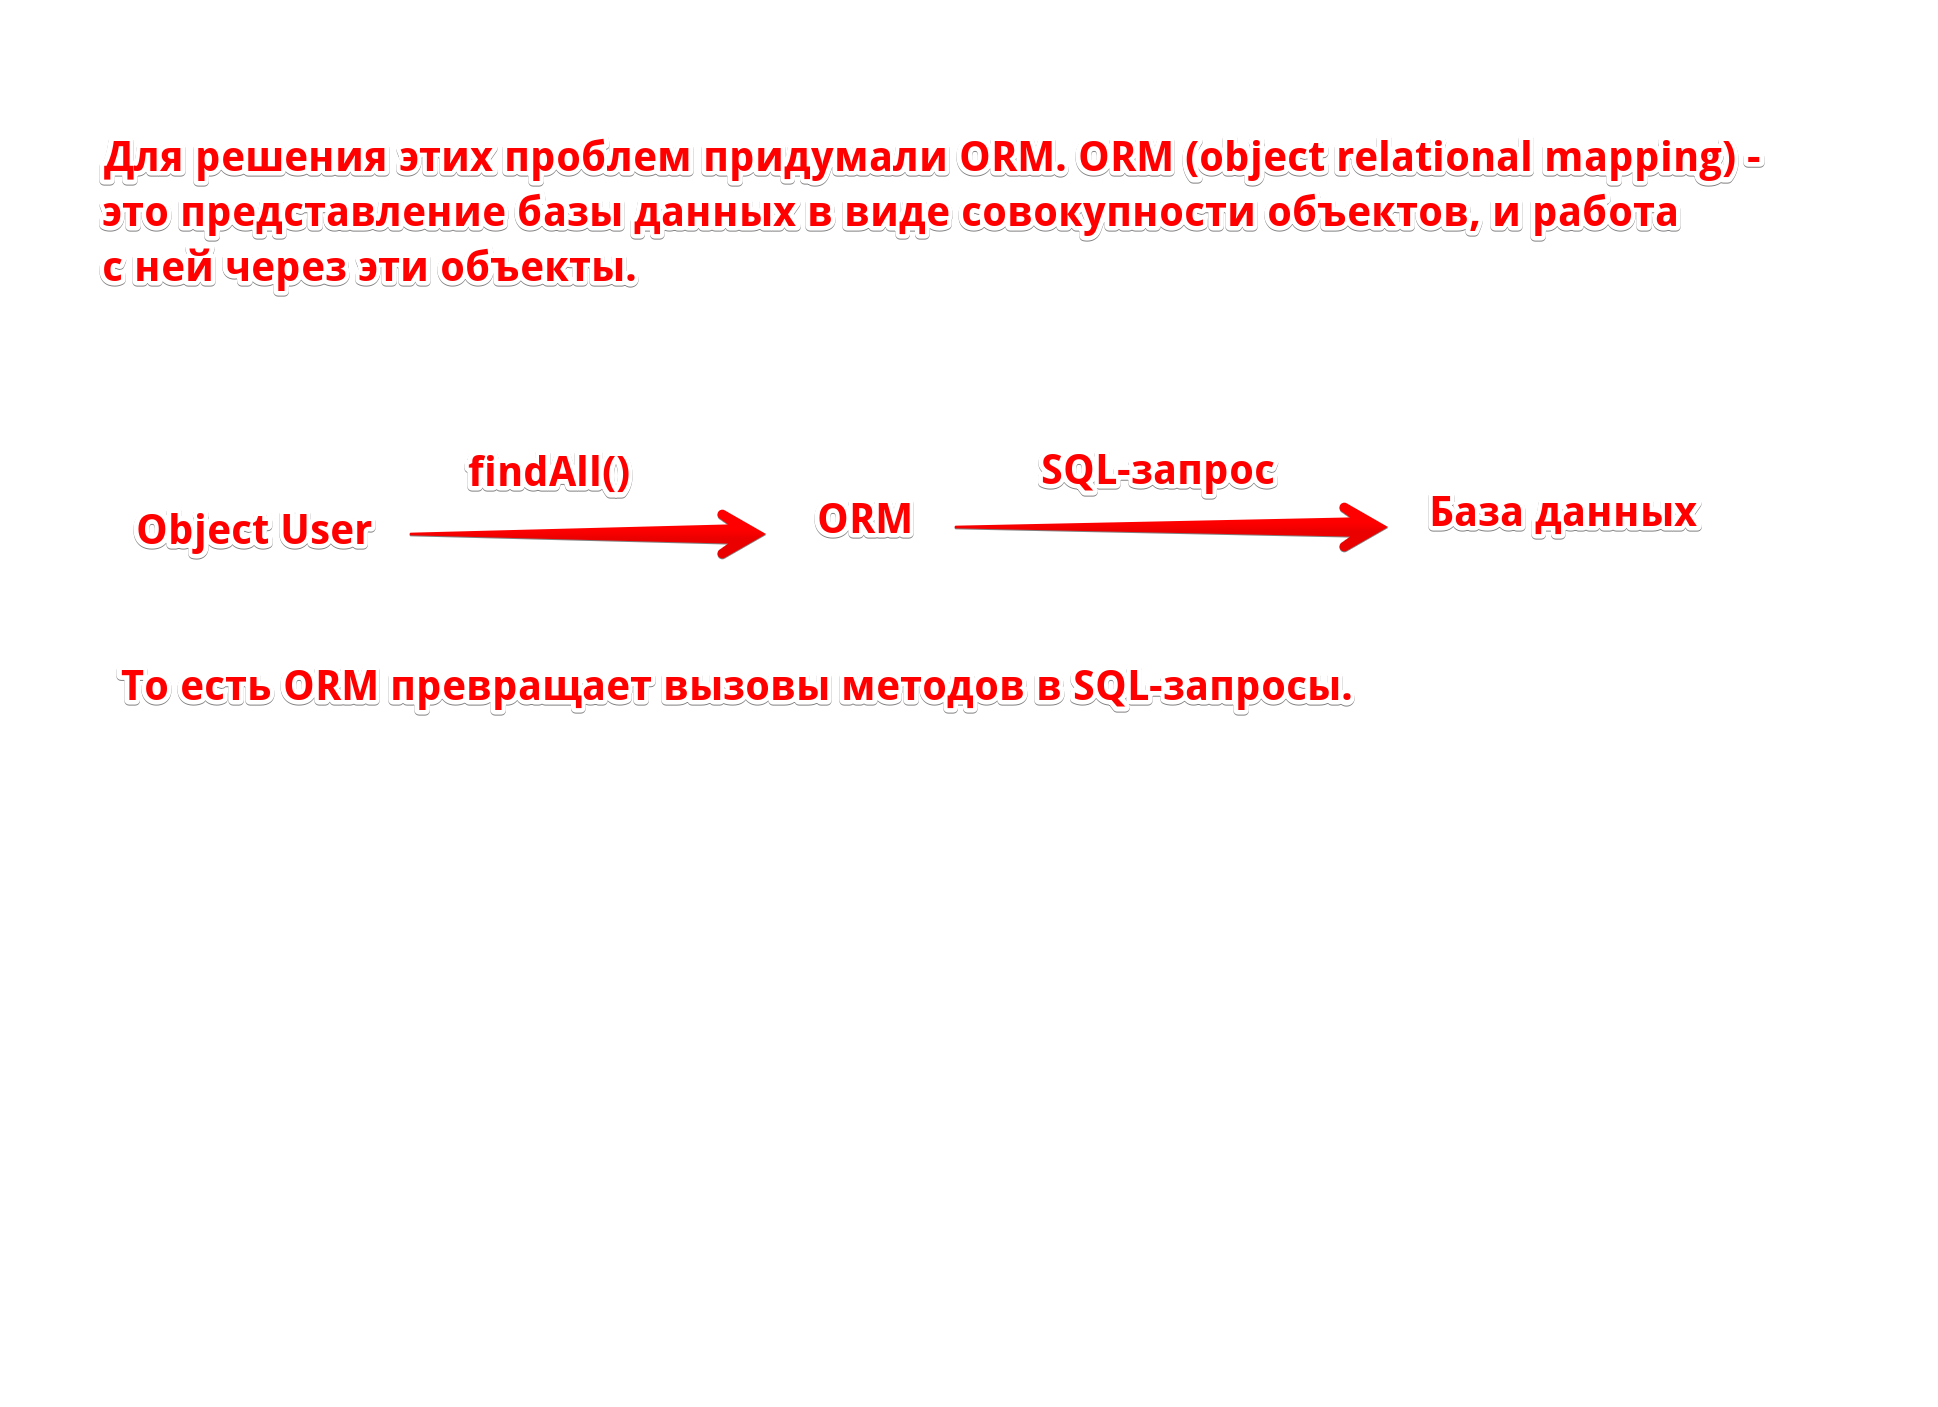 Для решения этих проблем придумали ORM. ORM (object relational mapping) -
это представление базы данных в виде совокупности объектов, и работа
с ней через эти объекты.
findAll()
SQL-запрос
Object User
ORM
База данных
То есть ORM превращает вызовы методов в SQL-запросы.